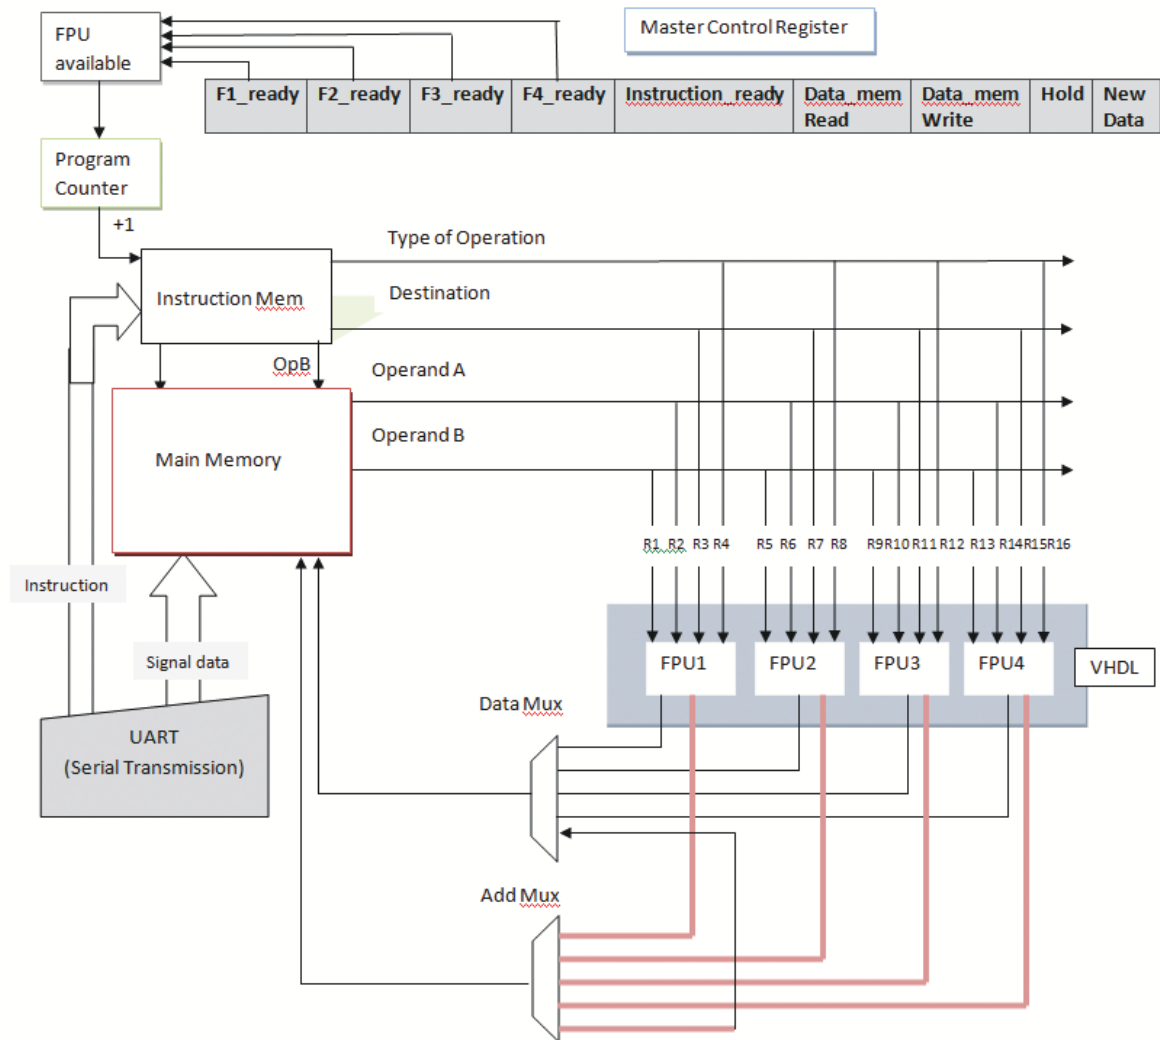 FPU
available
Master Control Register
F1_ready F2_ready F3_ready F4_ready Instruction_ready Data_mem Data_mem Hold New
Read Write Data
Program
Counter
+1
Type of Operation
Instruction Mem
Destination
OpB
Operand A
Operand B
Main Memory
R1 R2 R3 R4 R5 R6 R7 R8 R9 R10 R11 R12 R13 R14 R15 R16
Instruction
Signal data
FPU1 FPU2 FPU3 FPU4
VHDL
Data Mux
UART
(Serial Transmission)
Add Mux